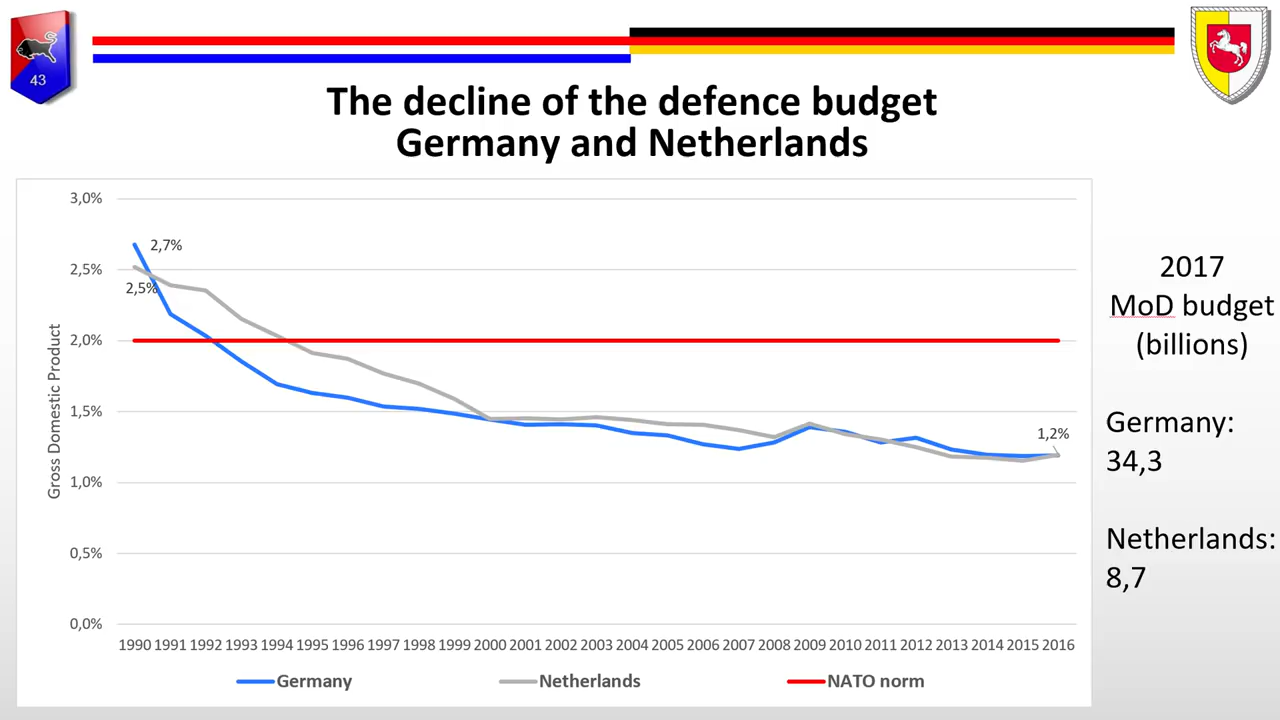 43
The decline of the defence budget
Germany and Netherlands
3,0%
2,5%
2,0%
1,5%
1,0%
0,5%
0,0%
Gross Domestic Product
2,7%
2,5%
1,2%
1990 1991 1992 1993 1994 1995 1996 1997 1998 1999 2000 2001 2002 2003 2004 2005 2006 2007 2008 2009 2010 2011 2012 2013 2014 2015 2016
Germany Netherlands NATO norm
2017
MoD budget
(billions)
Germany:
34,3
Netherlands:
8,7